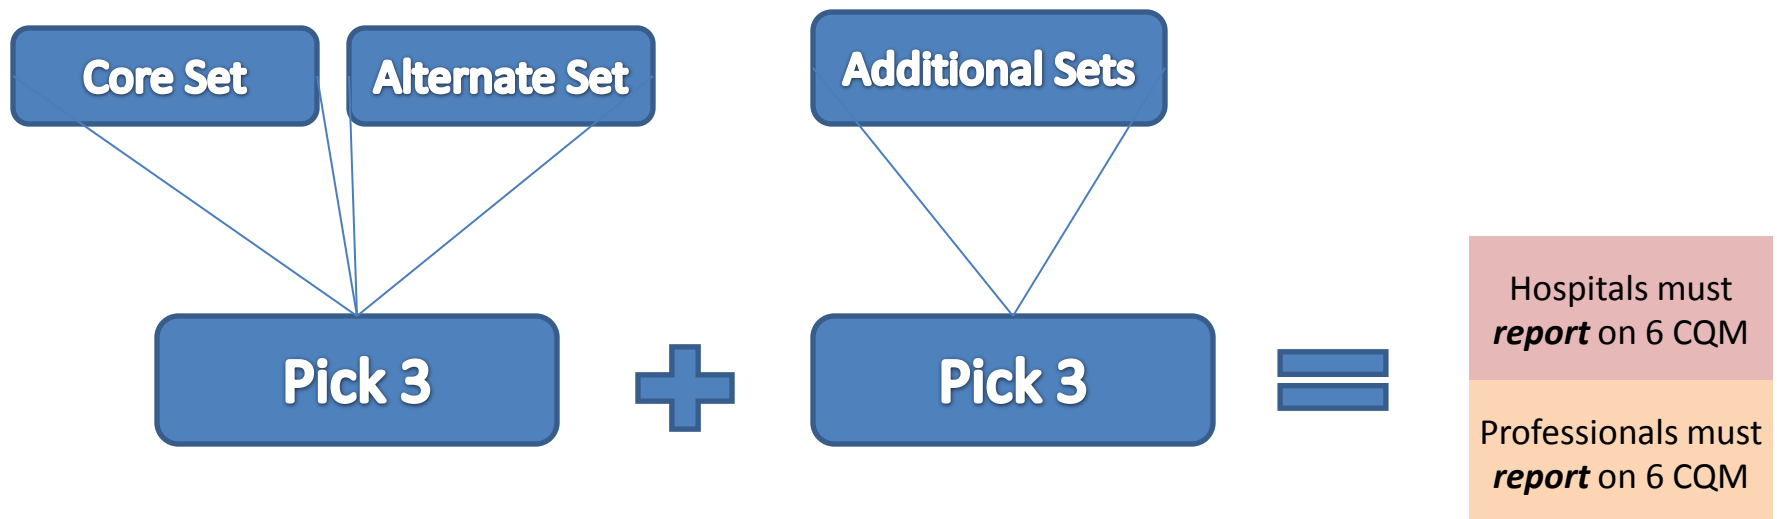 Core Set
Alternate Set
Additional Sets
Pick 3
Pick 3
Hospitals must
report on 6 CQM
Professionals must
report on 6 CQM